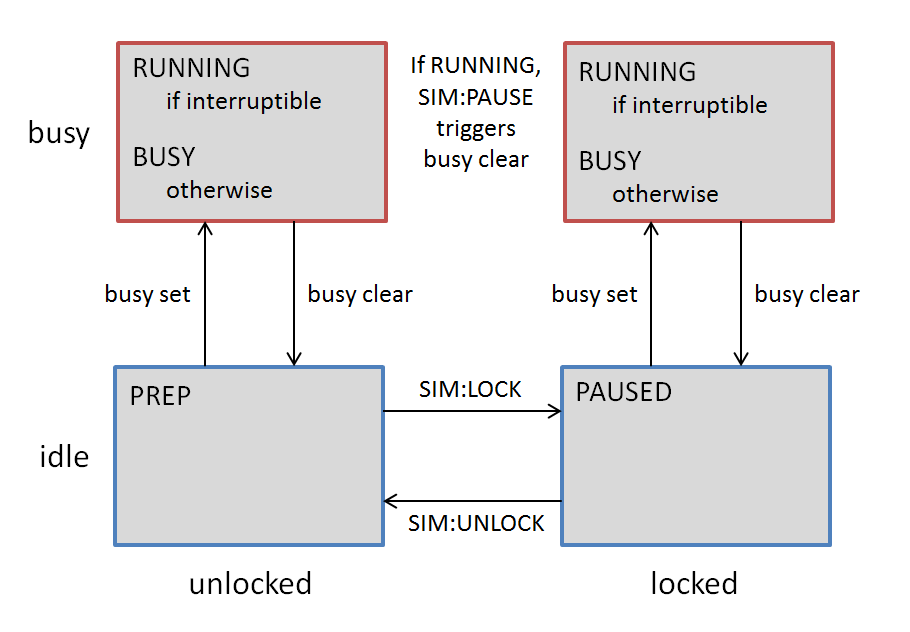 RUNNING
if interruptible
BUSY
otherwise
If RUNNING,
SIM:PAUSE
triggers
busy clear
RUNNING
if interruptible
BUSY
otherwise
busy
busy set
busy clear
busy set
busy clear
PREP
SIM:LOCK
PAUSED
idle
SIM:UNLOCK
unlocked
locked